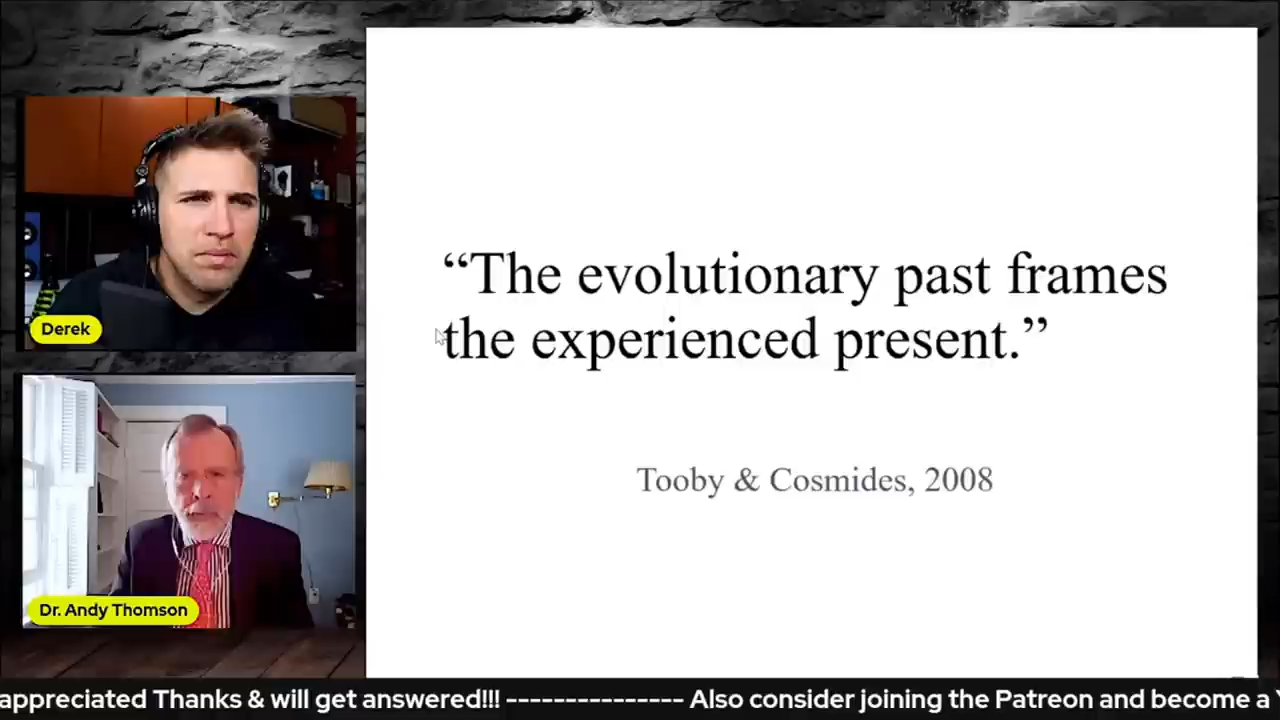 Derek
Dr. Andy Thomson
“The evolutionary past frames
the experienced present.”
Tooby & Cosmides, 2008
appreciated Thanks & will get answered!!! --------------- Also consider joining the Patreon and become a